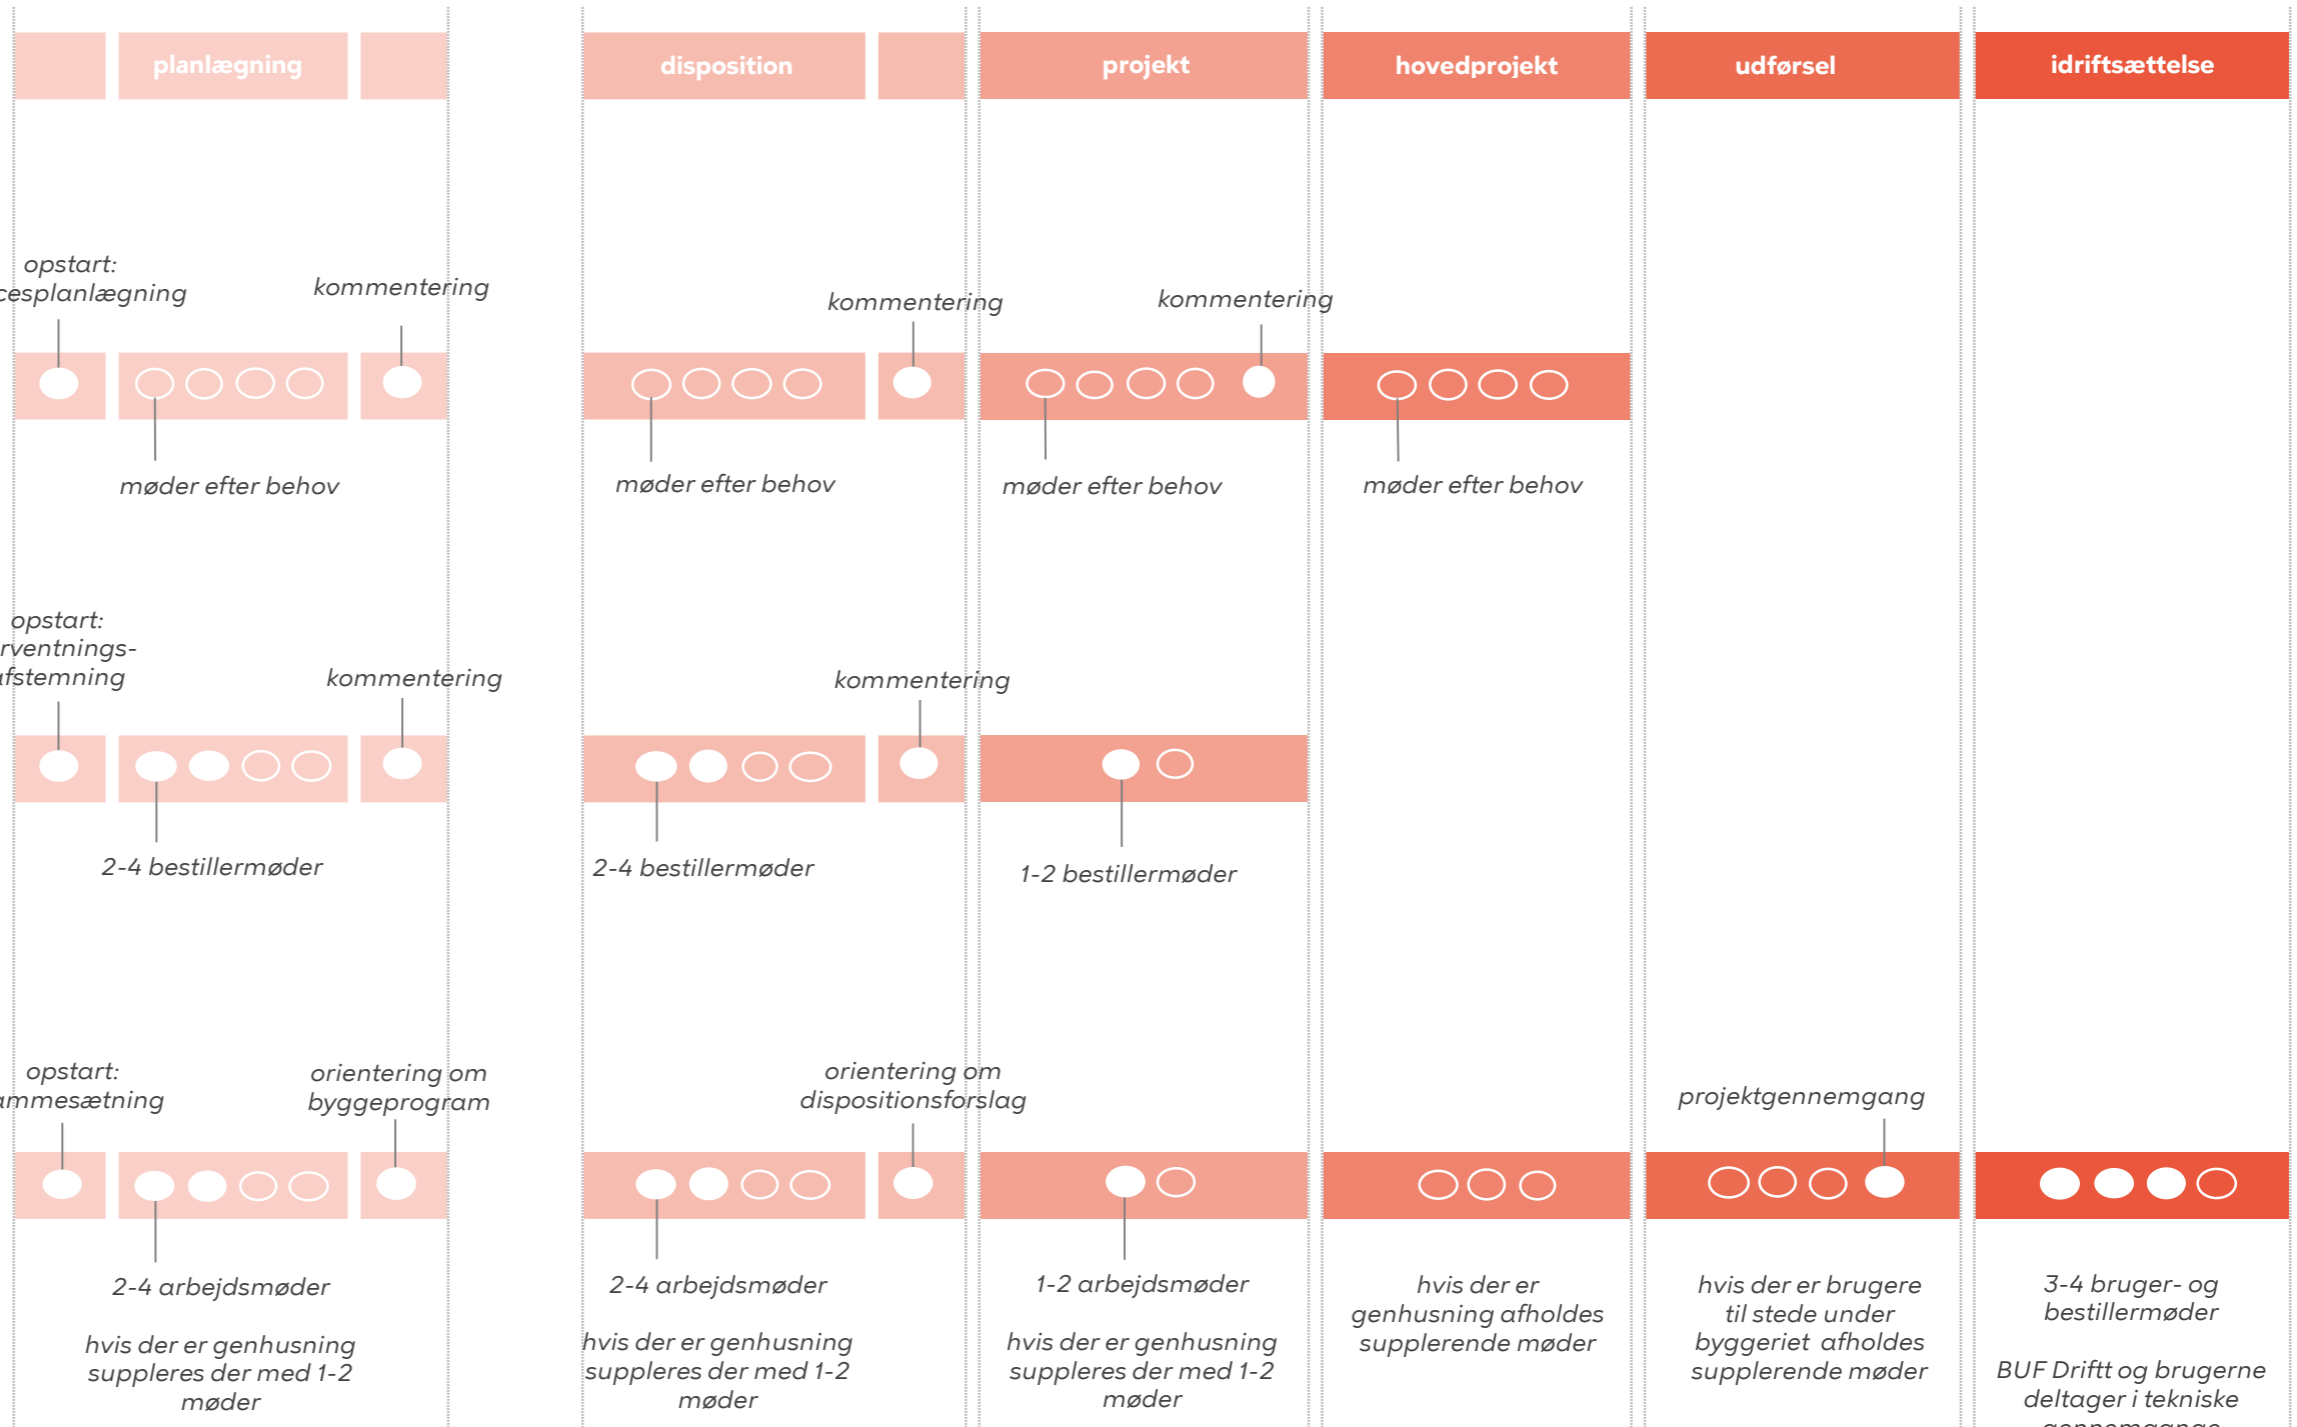 planlægning
disposition
projekt
hovedprojekt
udførsel
idriftsættelse
opstart:
cesplanlægning
kommentering
kommentering
kommentering
møder efter behov
møder efter behov
møder efter behov
møder efter behov
opstart:
rventnings-
fstemning
kommentering
kommentering
2-4 bestillermøder
2-4 bestillermøder
1-2 bestillermøder
opstart:
ammesætning
orientering om
byggeprogram
orientering om
dispositionsforslag
projektgennemgang
2-4 arbejdsmøder
hvis der er genhusning
suppleres der med 1-2
møder
2-4 arbejdsmøder
hvis der er genhusning
suppleres der med 1-2
møder
1-2 arbejdsmøder
hvis der er genhusning
suppleres der med 1-2
møder
hvis der er
genhusning afholdes
supplerende møder
hvis der er brugere
til stede under
byggeriet afholdes
supplerende møder
3-4 bruger- og
bestillermøder
BUF Driftt og brugerne
deltager i tekniske